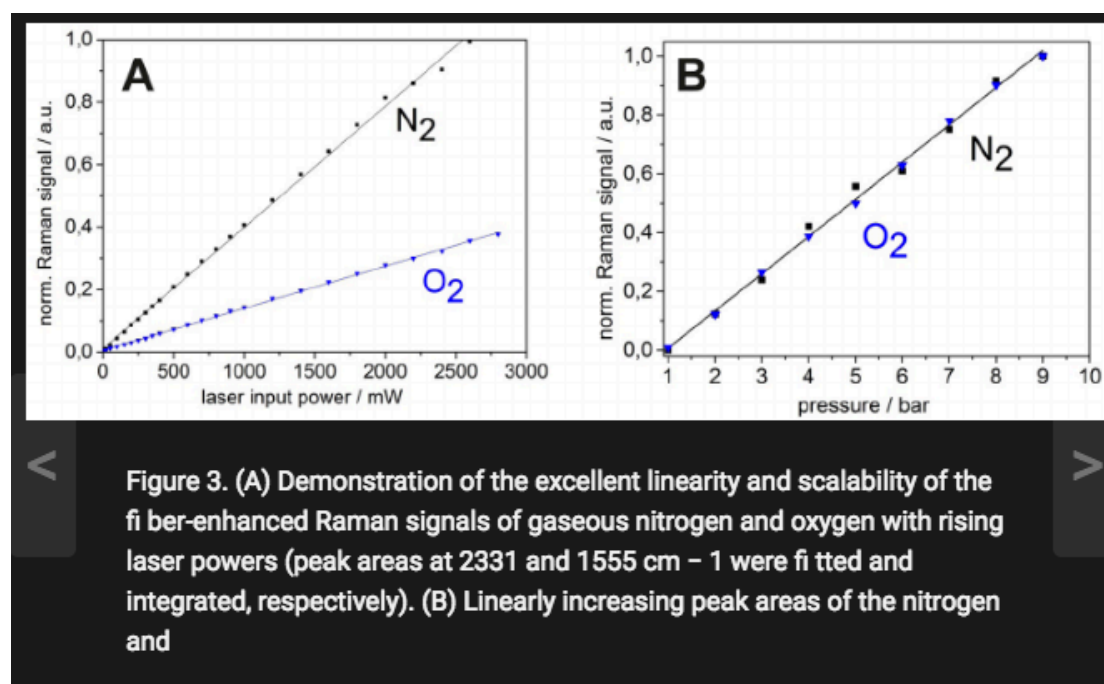 A
norm. Raman signal / a.u.
1,0
0,8
0,6
0,4
0,2
0,0
N2
O2
0 500 1000 1500 2000 2500 3000
laser input power / mW
B
norm. Raman signal / a.u.
1,0
0,8
0,6
0,4
0,2
0,0
N2
O2
1 2 3 4 5 6 7 8 9 10
pressure / bar
<
>
Figure 3. (A) Demonstration of the excellent linearity and scalability of the
fi ber-enhanced Raman signals of gaseous nitrogen and oxygen with rising
laser powers (peak areas at 2331 and 1555 cm − 1 were fi tted and
integrated, respectively). (B) Linearly increasing peak areas of the nitrogen
and